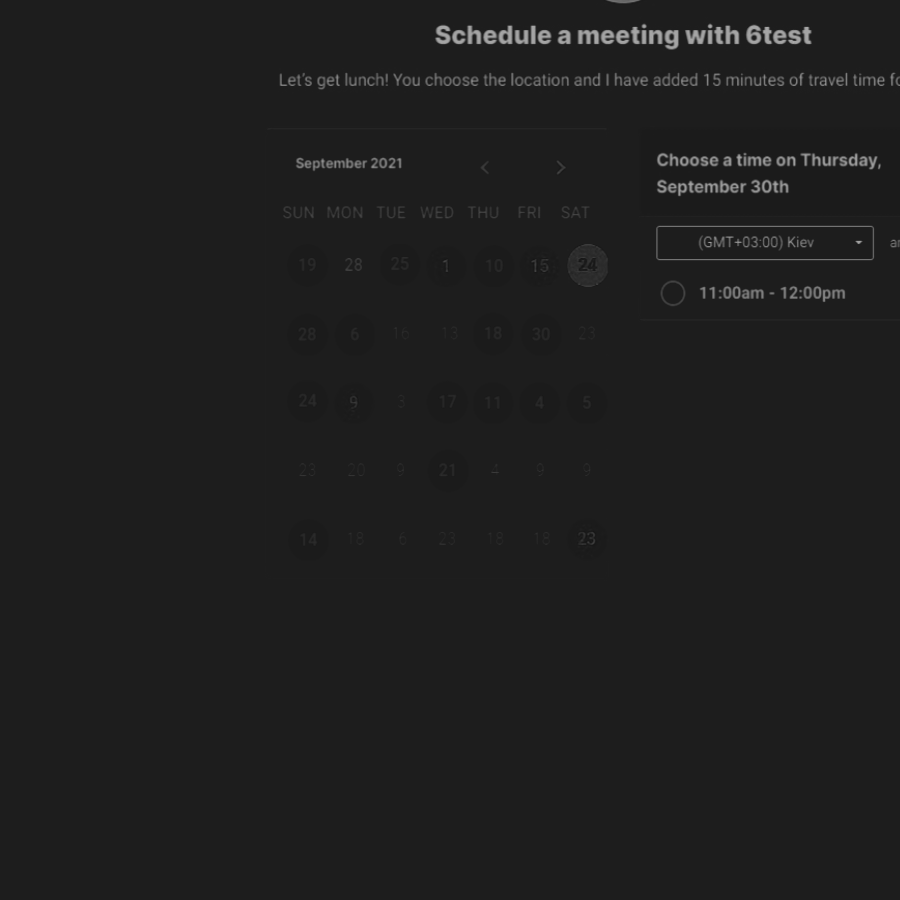 Schedule a meeting with 6test
Let's get lunch! You choose the location and I have added 15 minutes of travel time
September 2021
SUN MON TUE WED THU FRI SAT
19 28 25 1 10 15 24
28 6 16 13 18 30 23
24 9 3 17 11 4 5
23 20 9 21 4 9 9
14 18 6 23 18 18 23
Choose a time on Thursday,
September 30th
(GMT+03:00) Kiev
11:00am - 12:00pm